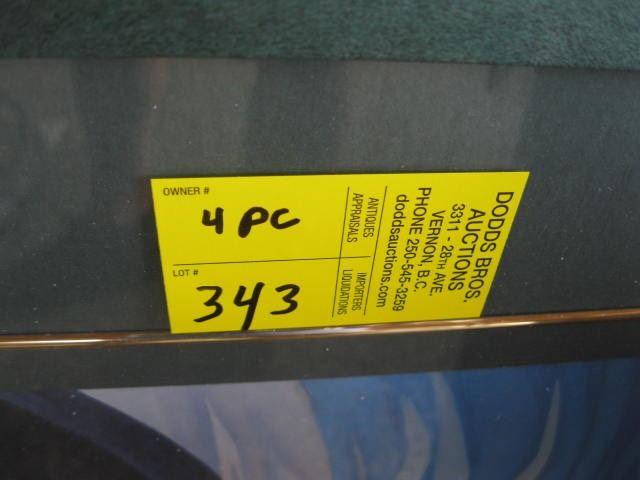 OWNER #
4 PC
LOT #
343
ANTIQUES
APPRAISALS
IMPORTERS
LIQUIDATIONS
DODDS BROS.
AUCTIONS
3311 - 28TH AVE.
VERNON, B.C.
PHONE 250-545-3259
doddsauctions.com